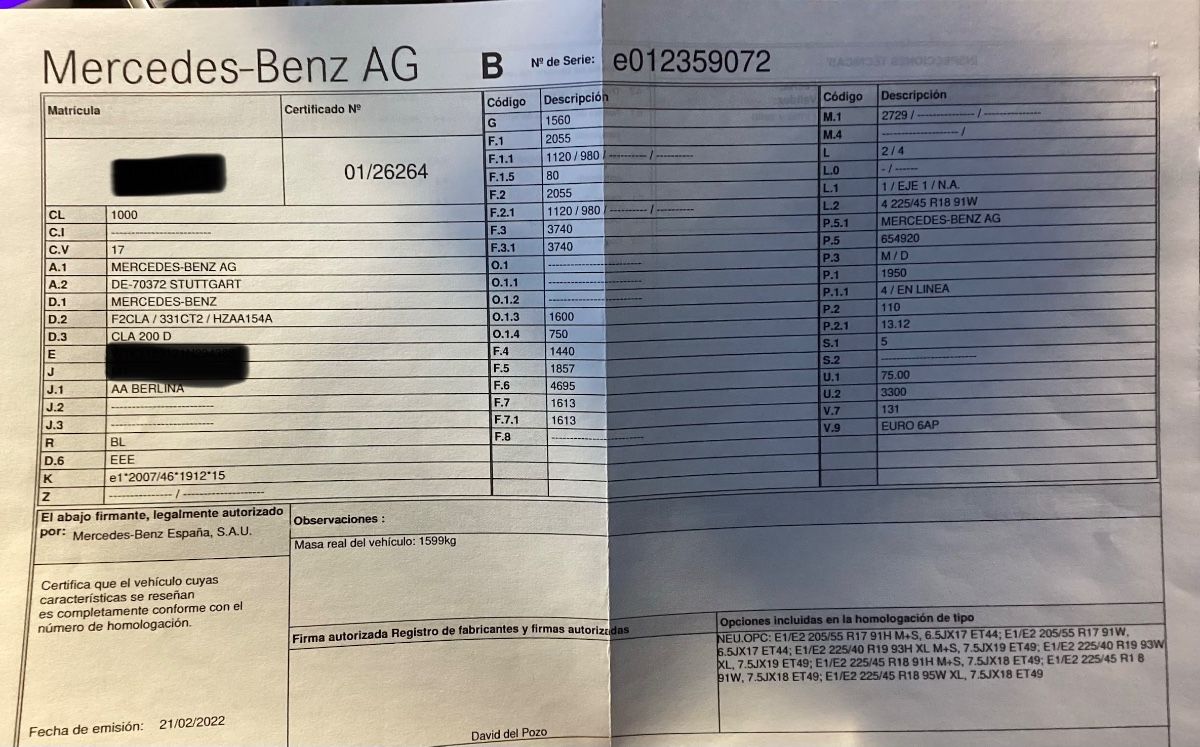 Mercedes-Benz AG B Nº de Serie: e012359072
Matrícula Certificado Nº
01/26264
CL 1000
C.I ------------------------
C.V 17
A.1 MERCEDES-BENZ AG
A.2 DE-70372 STUTTGART
D.1 MERCEDES-BENZ
D.2 F2CLA / 331CT2 / HZAA154A
D.3 CLA 200 D
E
J
J.1 AA BERLINA
J.2 ------------------------
J.3 ------------------------
R BL
D.6 EEE
K e1*2007/46*1912*15
Z --------------- / -------------------
Código Descripción
G 1560
F.1 2055
F.1.1 1120 / 980 / --------- / ---------
F.1.5 80
F.2 2055
F.2.1 1120 / 980 / --------- / ---------
F.3 3740
F.3.1 3740
O.1 ----------------------
O.1.1 ----------------------
O.1.2 ----------------------
O.1.3 1600
O.1.4 750
F.4 1440
F.5 1857
F.6 4695
F.7 1613
F.7.1 1613
F.8 ----------------------
Código Descripción
M.1 2729 / -------------- / --------------
M.4 ------------------ /
L 2 / 4
L.0 - / ------
L.1 1 / EJE 1 / N.A.
L.2 4 225/45 R18 91W
P.5.1 MERCEDES-BENZ AG
P.5 654920
P.3 M / D
P.1 1950
P.1.1 4 / EN LINEA
P.2 110
P.2.1 13.12
S.1 5
S.2 ----------------------
U.1 75.00
U.2 3300
V.7 131
V.9 EURO 6AP
El abajo firmante, legalmente autorizado
por: Mercedes-Benz España, S.A.U.
Certifica que el vehículo cuyas
características se reseñan
es completamente conforme con el
número de homologación.
Fecha de emisión: 21/02/2022
Observaciones :
Masa real del vehículo: 1599kg
Firma autorizada Registro de fabricantes y firmas autorizadas
David del Pozo
Opciones incluidas en la homologación de tipo
NEU.OPC: E1/E2 205/55 R17 91H M+S, 6.5JX17 ET44; E1/E2 205/55 R17 91W,
6.5JX17 ET44; E1/E2 225/40 R19 93H XL M+S, 7.5JX19 ET49; E1/E2 225/40 R19 93W
XL, 7.5JX19 ET49; E1/E2 225/45 R18 91H M+S, 7.5JX18 ET49; E1/E2 225/45 R1 8
91W, 7.5JX18 ET49; E1/E2 225/45 R18 95W XL, 7.5JX18 ET49